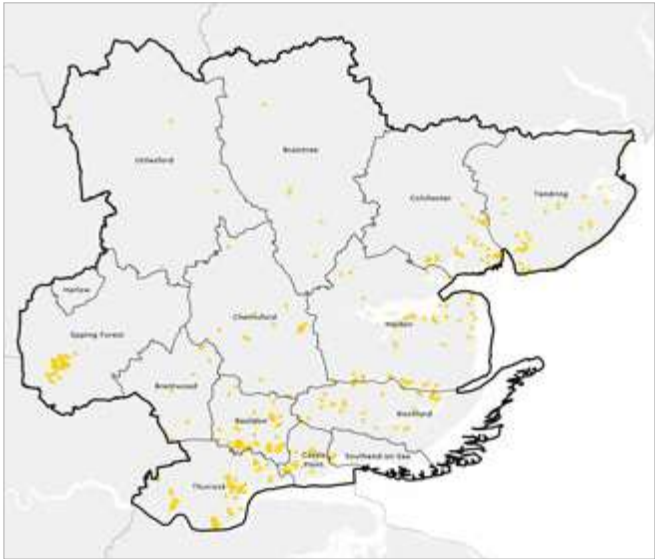 Uttlesford
Braintree
Colchester
Tendring
Harlow
Epping Forest
Chelmsford
Maldon
Brentwood
Basildon
Rochford
Castle
Point
Southend on Sea
Thurrock